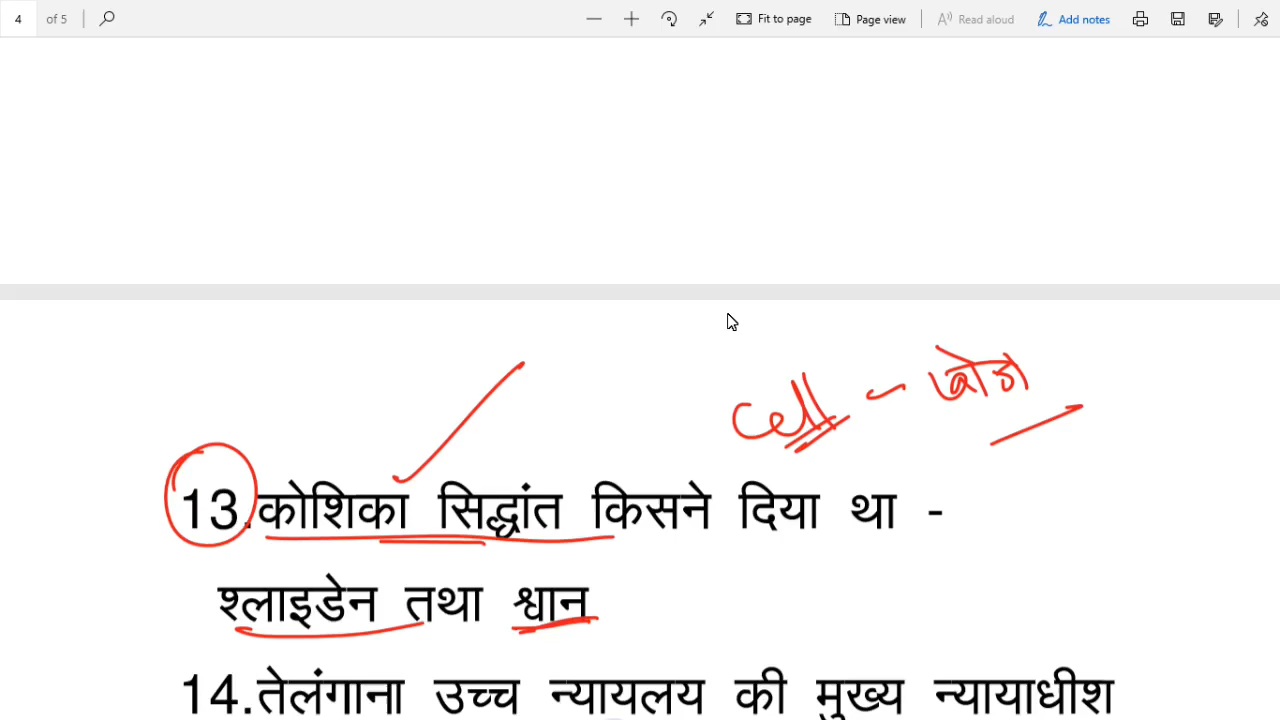 4 of 5 Fit to page Page view Read aloud Add notes
Cell - खोज
13.कोशिका सिद्धांत किसने दिया था -
श्लाइडेन तथा श्वान
14.तेलंगाना उच्च न्यायलय की मुख्य न्यायाधीश